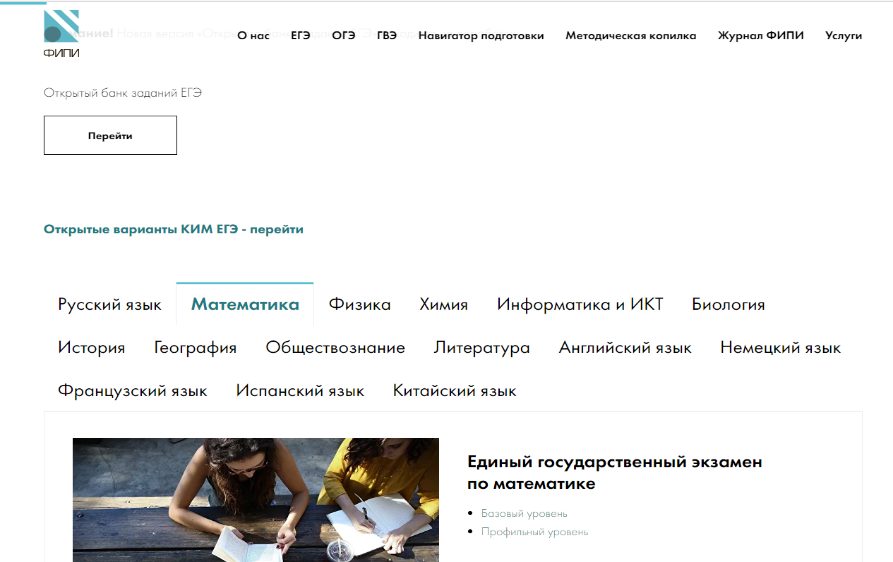 О нас ЕГЭ ОГЭ ГВЭ Навигатор подготовки Методическая копилка Журнал ФИПИ Услуги
ФИПИ
Открытый банк заданий ЕГЭ
Перейти
Открытые варианты КИМ ЕГЭ - перейти
Русский язык Математика Физика Химия Информатика и ИКТ Биология
История География Обществознание Литература Английский язык Немецкий язык
Французский язык Испанский язык Китайский язык
Единый государственный экзамен
по математике
Базовый уровень
Профильный уровень